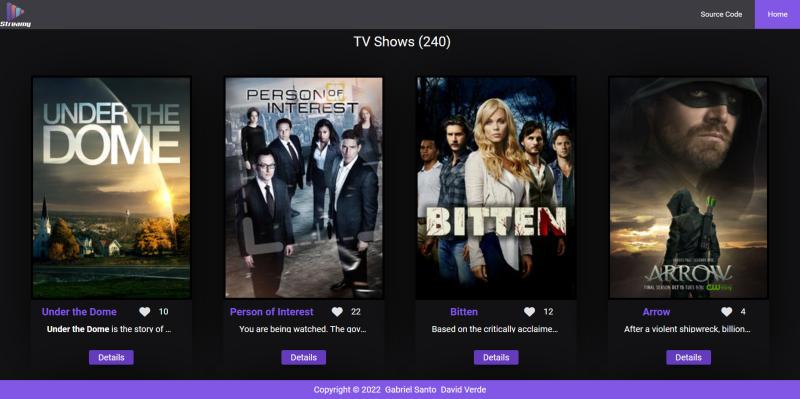 Streamy
Source Code
Home
TV Shows (240)
UNDER THE
DOME
PERSON OF
INTEREST
BITTEN
ARROW
FINAL SEASON OCT 15 TUES 9/8c CW
Under the Dome
10
Person of Interest
22
Bitten
12
Arrow
4
Under the Dome is the story of ...
You are being watched. The gov...
Based on the critically acclaime...
After a violent shipwreck, billion...
Details
Details
Details
Details
Copyright © 2022 Gabriel Santo David Verde